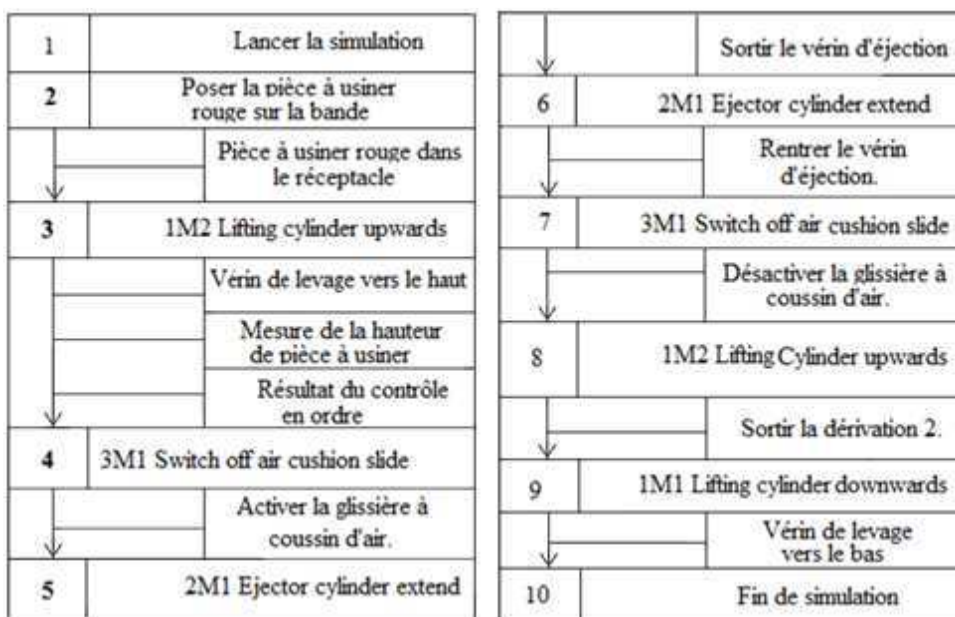 1
Lancer la simulation
2
Poser la pièce à usiner
rouge sur la bande
Pièce à usiner rouge dans
le réceptacle
3
1M2 Lifting cylinder upwards
Vérin de levage vers le haut
Mesure de la hauteur
de pièce à usiner
Résultat du contrôle
en ordre
4
3M1 Switch off air cushion slide
Activer la glissière à
coussin d'air.
5
2M1 Ejector cylinder extend
Sortir le vérin d'éjection
6
2M1 Ejector cylinder extend
Rentrer le vérin
d'éjection.
7
3M1 Switch off air cushion slide
Désactiver la glissière à
coussin d'air.
8
1M2 Lifting Cylinder upwards
Sortir la dérivation 2.
9
1M1 Lifting cylinder downwards
Vérin de levage
vers le bas
10
Fin de simulation